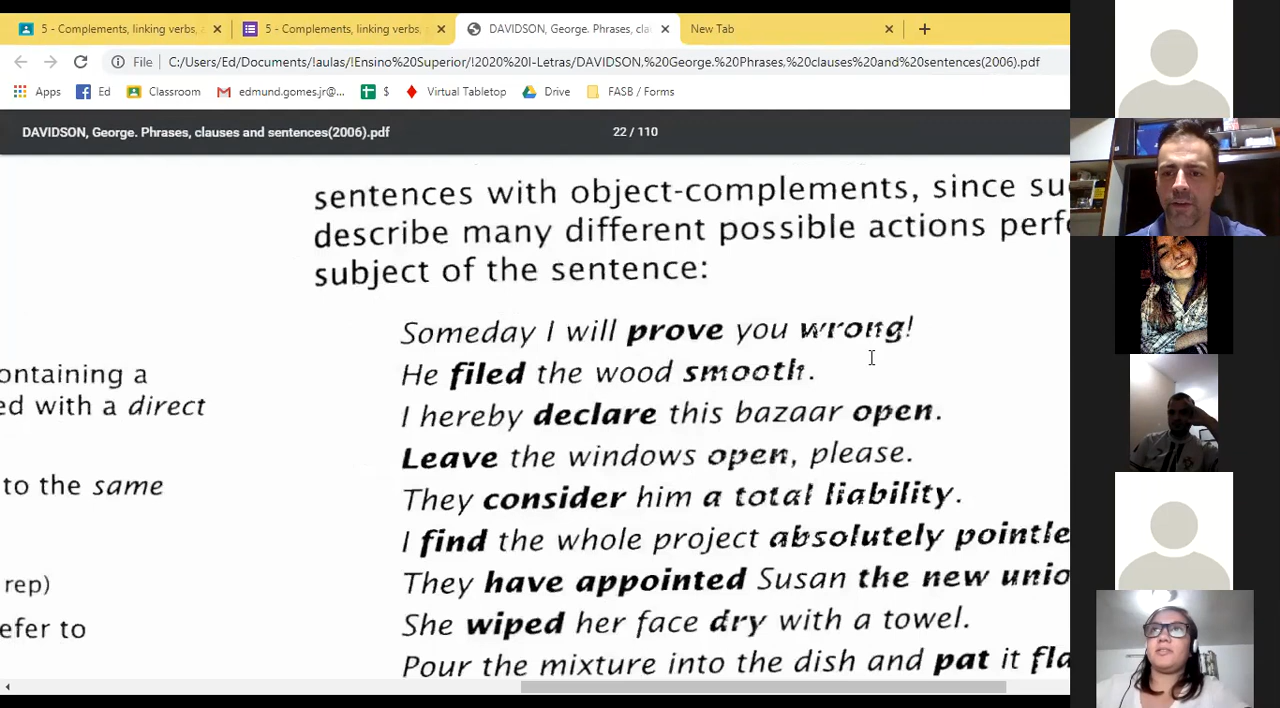 5 - Complements, linking verbs,
5 - Complements, linking verbs,
DAVIDSON, George. Phrases, cla
New Tab
File
C:/Users/Ed/Documents/!aulas/!Ensino%20Superior/!2020%20I-Letras/DAVIDSON,%20George.%20Phrases,%20clauses%20and%20sentences(2006).pdf
Apps
Ed
Classroom
edmund.gomes.jr@...
$
Virtual Tabletop
Drive
FASB / Forms
DAVIDSON, George. Phrases, clauses and sentences(2006).pdf
22 / 110
sentences with object-complements, since su
describe many different possible actions perf
subject of the sentence:
Someday I will prove you wrong!
He filed the wood smooth.
I hereby declare this bazaar open.
Leave the windows open, please.
They consider him a total liability.
I find the whole project absolutely pointle
They have appointed Susan the new unio
She wiped her face dry with a towel.
Pour the mixture into the dish and pat it fla
ontaining a
ed with a direct
to the same
rep)
efer to